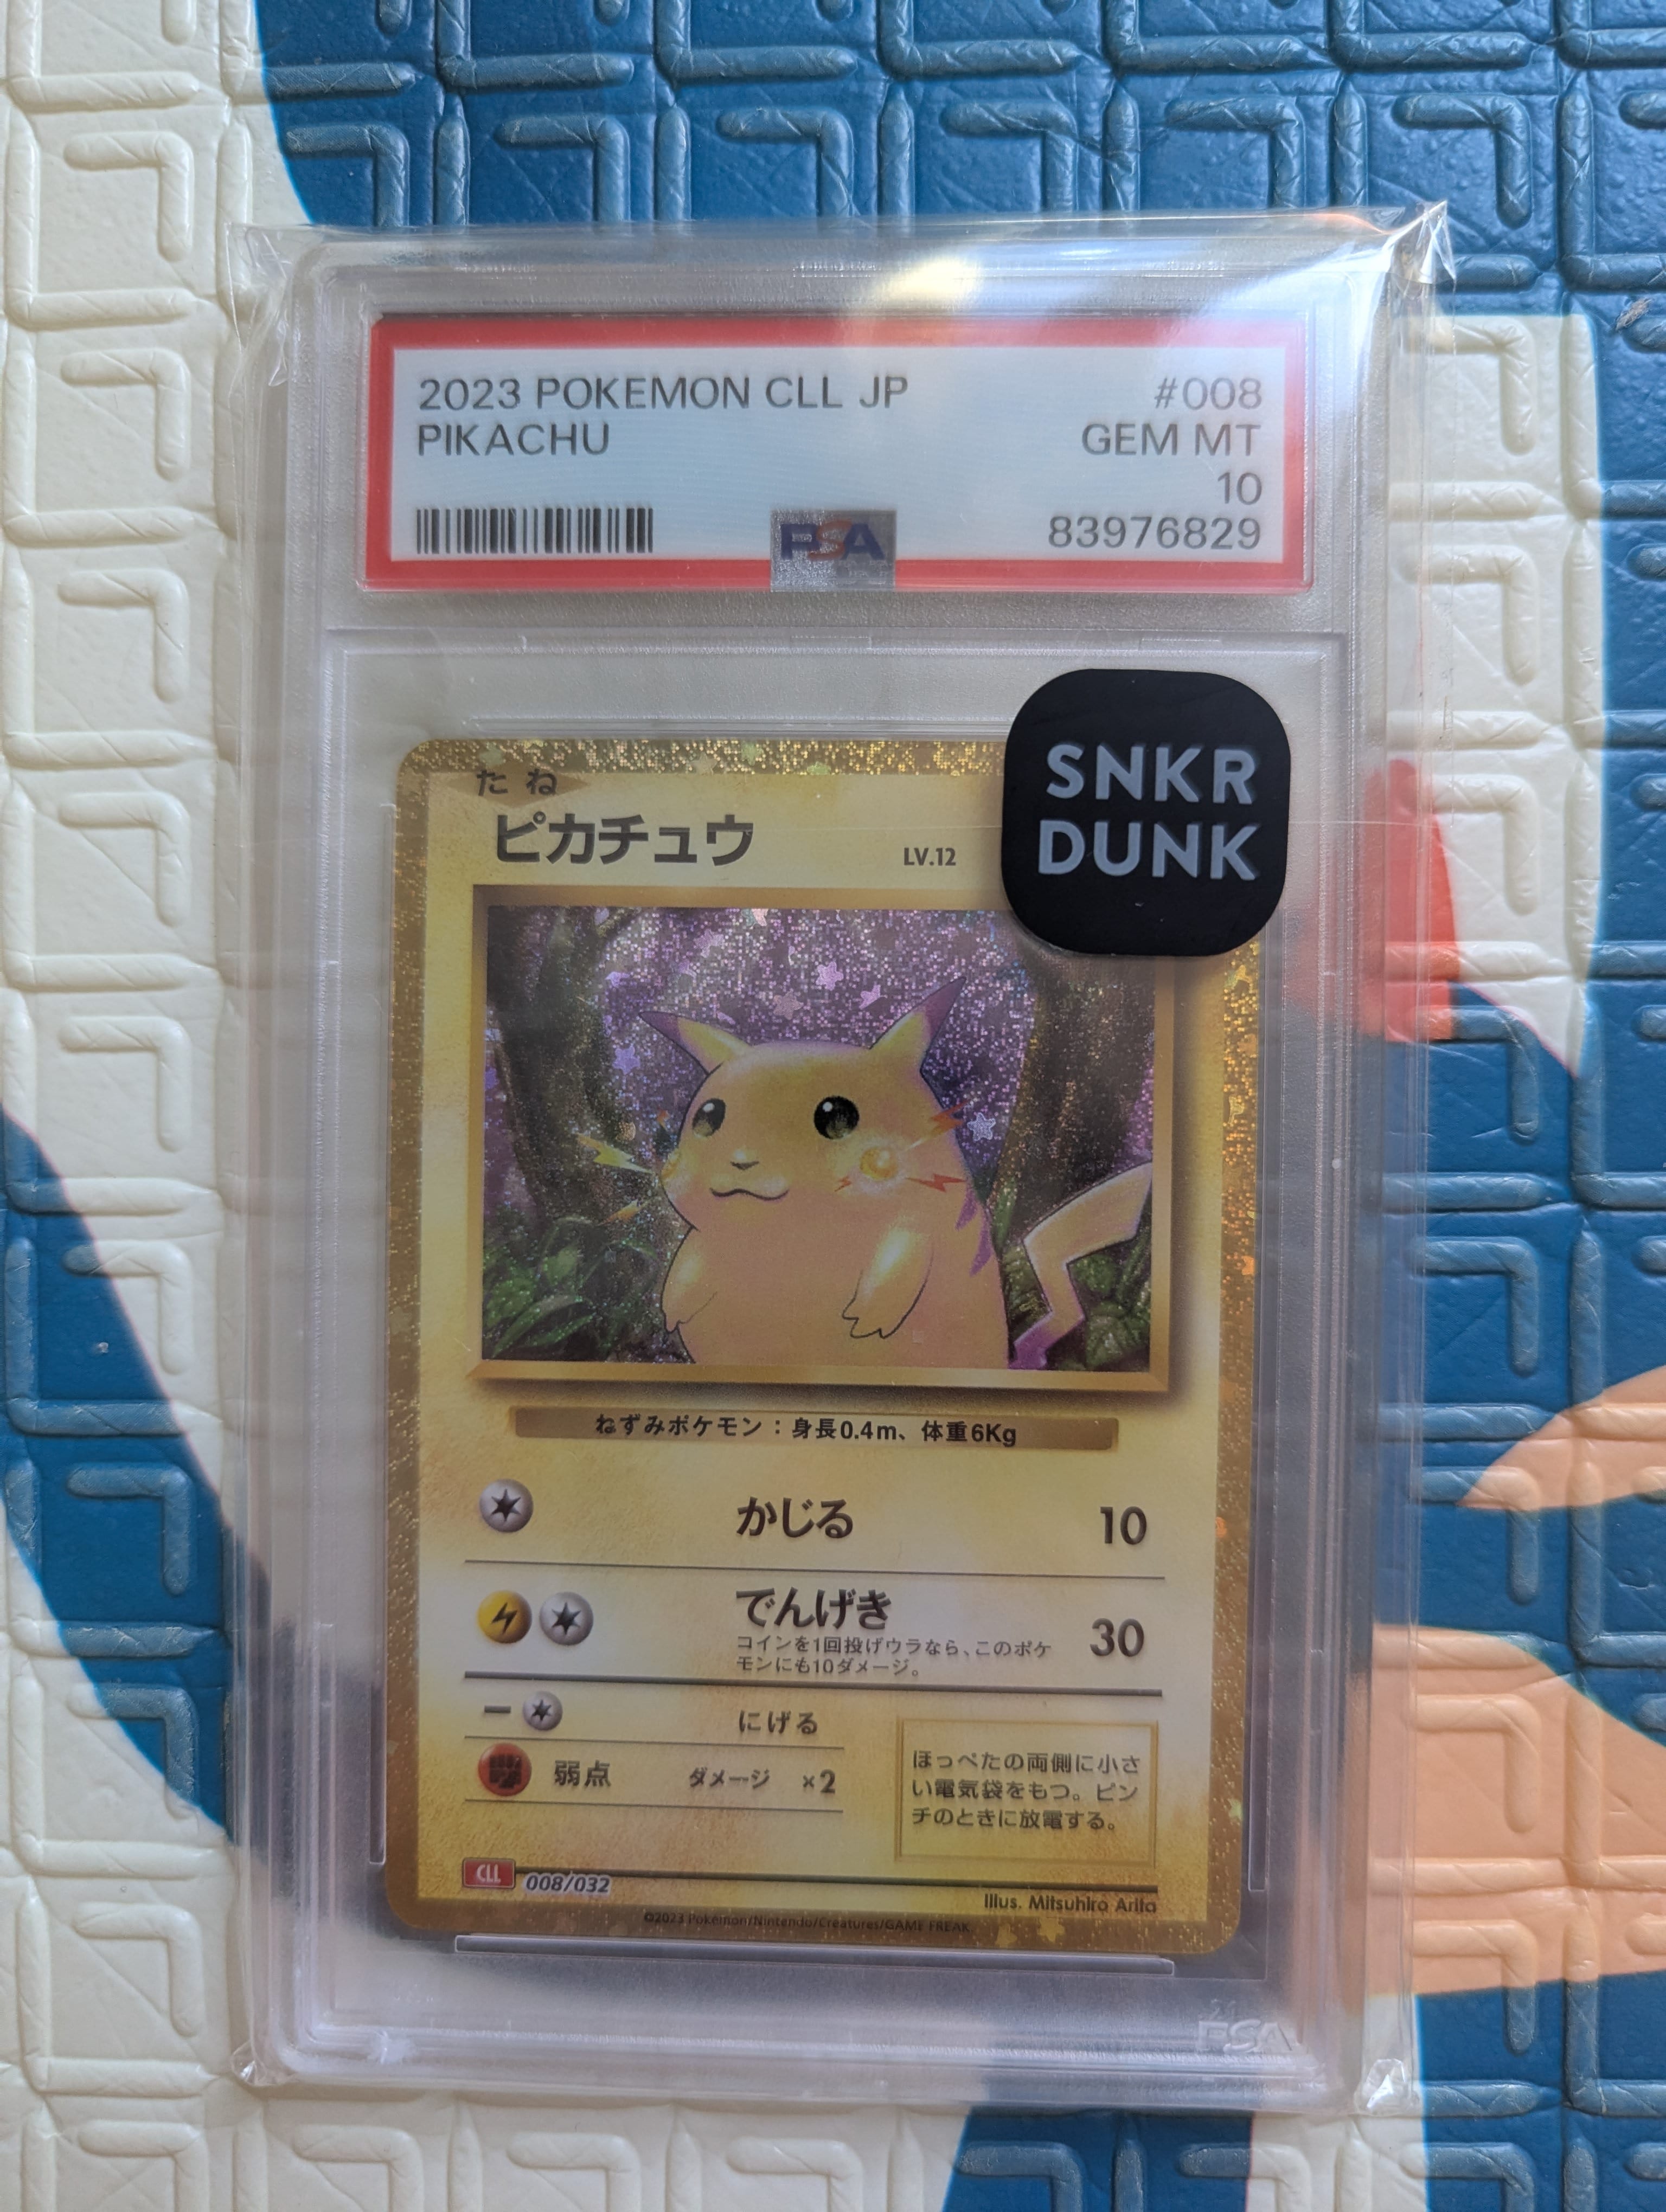 2023 POKEMON CLL JP #008
PIKACHU GEM MT
10
PSA 83976829
SNKR
DUNK
たね
ピカチュウ LV.12
ねずみポケモン：身長0.4m、体重6Kg
かじる 10
でんげき 30
コインを1回投げウラなら、このポケ
モンにも10ダメージ。
にげる
弱点 ダメージ ×2
ほっぺたの両側に小さ
い電気袋をもつ。ピン
チのときに放電する。
CLL 008/032
Illus. Mitsuhiro Arita
©2023 Pokémon/Nintendo/Creatures/GAME FREAK
PSA